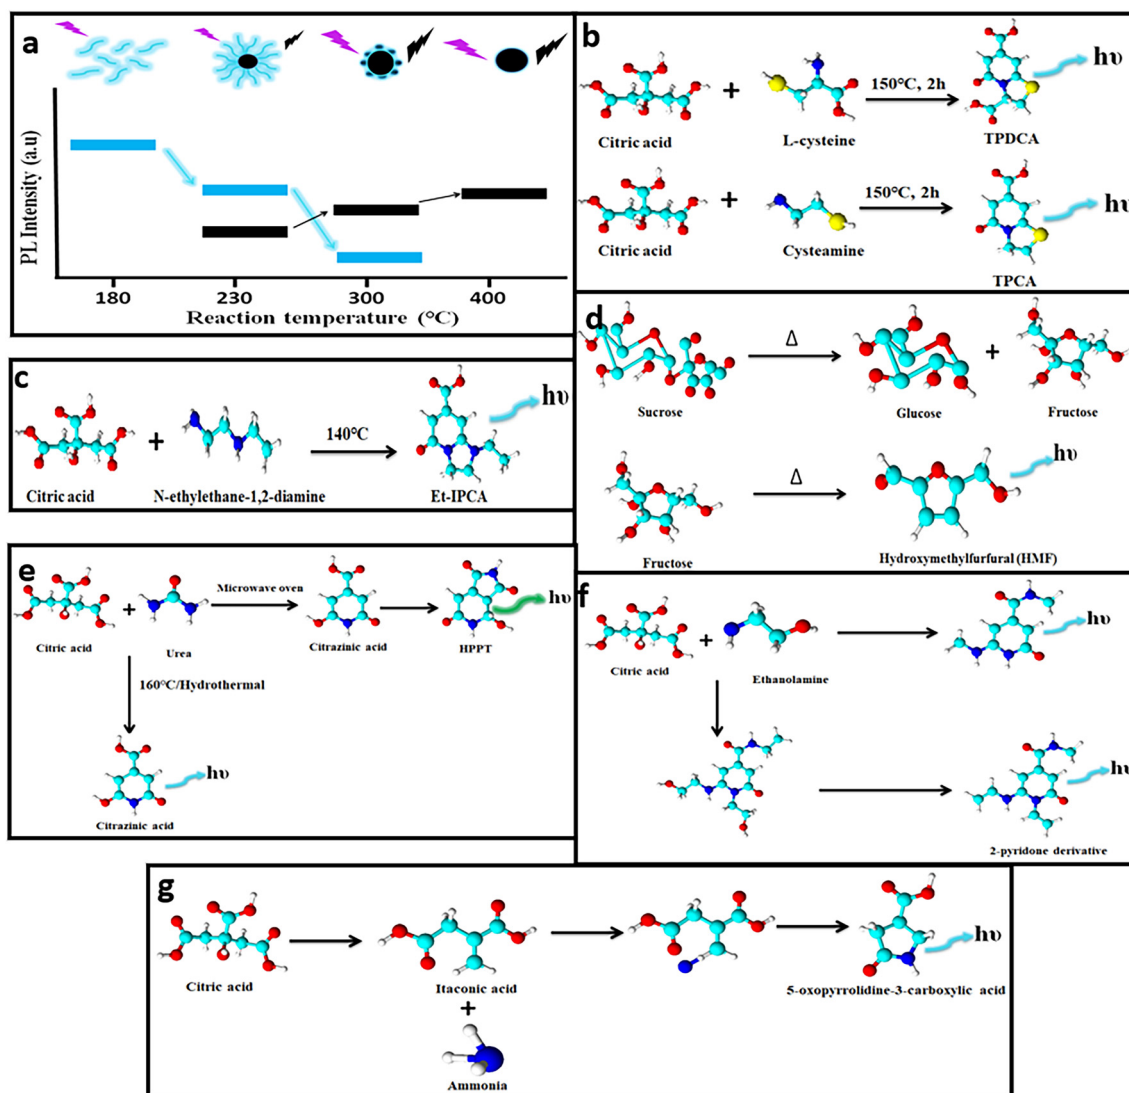 a
PL Intensity (a.u)
180
230
300
400
Reaction temperature (°C)
b
Citric acid
+
L-cysteine
150°C, 2h
TPDCA
hυ
Citric acid
+
Cysteamine
150°C, 2h
TPCA
hυ
c
Citric acid
+
N-ethylethane-1,2-diamine
140°C
Et-IPCA
hυ
d
Sucrose
Δ
Glucose
+
Fructose
Fructose
Δ
Hydroxymethylfurfural (HMF)
hυ
e
Citric acid
+
Urea
Microwave oven
Citrazinic acid
HPPT
hυ
160°C/Hydrothermal
Citrazinic acid
hυ
f
Citric acid
+
Ethanolamine
hυ
hυ
2-pyridone derivative
g
Citric acid
Itaconic acid
+
Ammonia
5-oxopyrrolidine-3-carboxylic acid
hυ